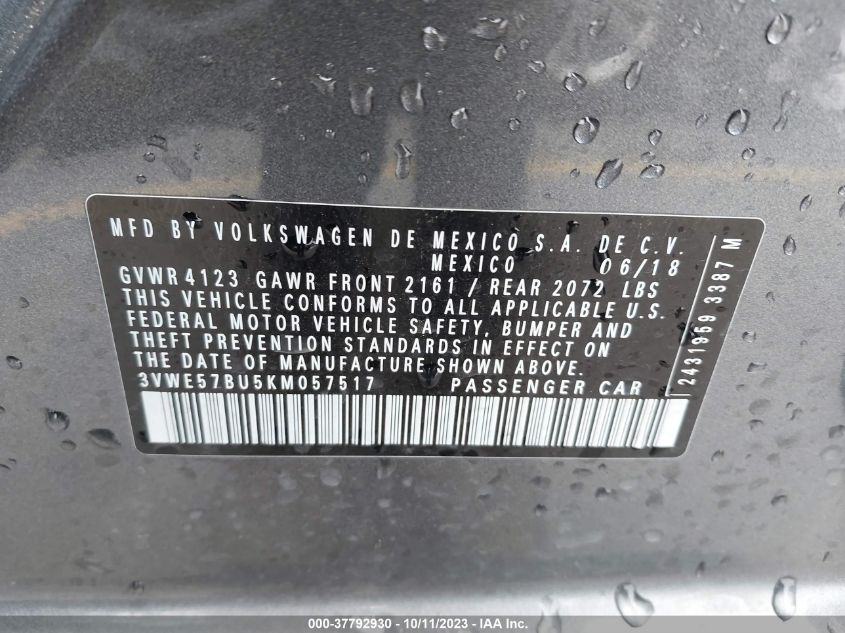 MFD BY VOLKSWAGEN DE MEXICO S.A. DE C.V.
MEXICO 06/18
GVWR 4123 GAWR FRONT 2161 / REAR 2072 LBS
THIS VEHICLE CONFORMS TO ALL APPLICABLE U.S.
FEDERAL MOTOR VEHICLE SAFETY, BUMPER AND
THEFT PREVENTION STANDARDS IN EFFECT ON
THE DATE OF MANUFACTURE SHOWN ABOVE.
3VWE57BU5KM057517 PASSENGER CAR
2431959 3387 M
000-37792930 - 10/11/2023 - IAA Inc.